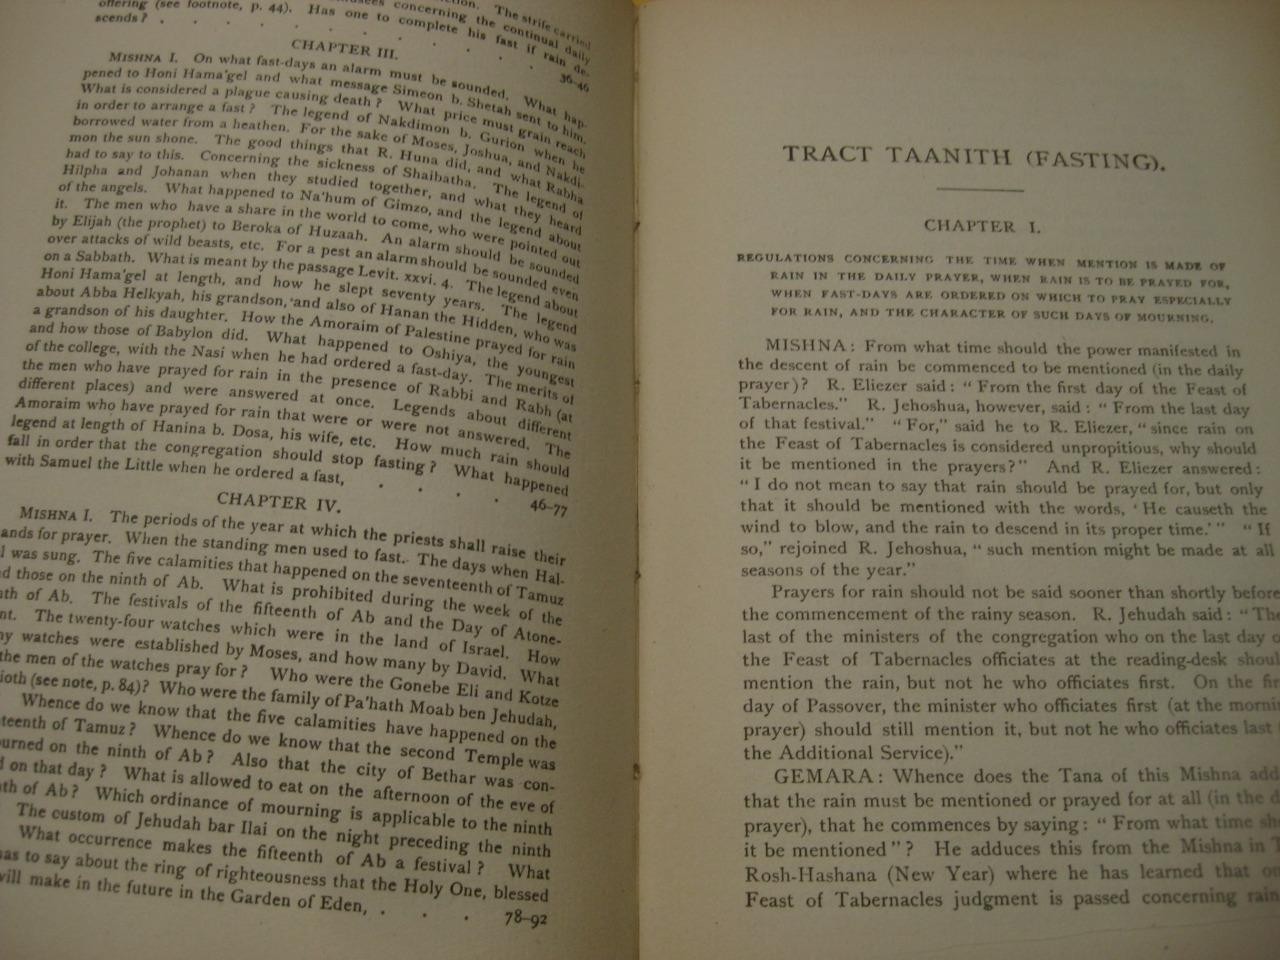 offering (see footnote, p. 44). Has one to complete his fast if rain de-
scends? . . . . . . . . . . 36-46
CHAPTER III.
MISHNA I. On what fast-days an alarm must be sounded. What hap-
pened to Honi Hama'gel and what message Simeon b. Shetah sent to him.
What is considered a plague causing death? What price must grain reach
in order to arrange a fast? The legend of Nakdimon b. Gurion when he
borrowed water from a heathen. For the sake of Moses, Joshua, and Nakdi-
mon the sun shone. The good things that R. Huna did, and what Rabha
had to say to this. Concerning the sickness of Shaibatha. The legend of
Hilpha and Johanan when they studied together, and what they heard
of the angels. What happened to Na'hum of Gimzo, and the legend about
it. The men who have a share in the world to come, who were pointed out
by Elijah (the prophet) to Beroka of Huzaah. An alarm should be sounded
over attacks of wild beasts, etc. For a pest an alarm should be sounded even
on a Sabbath. What is meant by the passage Levit. xxvi. 4. The legend about
Honi Hama'gel at length, and how he slept seventy years. The legend
about Abba Helkyah, his grandson, and also of Hanan the Hidden, who was
a grandson of his daughter. How the Amoraim of Palestine prayed for rain
and how those of Babylon did. What happened to Oshiya, the youngest
of the college, with the Nasi when he had ordered a fast-day. The merits of
the men who have prayed for rain in the presence of Rabbi and Rabh (at
different places) and were answered at once. Legends about different
Amoraim who have prayed for rain that were or were not answered. The
legend at length of Hanina b. Dosa, his wife, etc. How much rain should
fall in order that the congregation should stop fasting? What happened
with Samuel the Little when he ordered a fast, . . . . 46-77
CHAPTER IV.
MISHNA I. The periods of the year at which the priests shall raise their
ands for prayer. When the standing men used to fast. The days when Hal-
l was sung. The five calamities that happened on the seventeenth of Tamuz
d those on the ninth of Ab. What is prohibited during the week of the
nth of Ab. The festivals of the fifteenth of Ab and the Day of Atone-
nt. The twenty-four watches which were in the land of Israel. How
ny watches were established by Moses, and how many by David. What
the men of the watches pray for? Who were the Gonebe Eli and Kotze
ioth (see note, p. 84)? Who were the family of Pa'hath Moab ben Jehudah,
Whence do we know that the five calamities have happened on the
teenth of Tamuz? Whence do we know that the second Temple was
urned on the ninth of Ab? Also that the city of Bethar was con-
d on that day? What is allowed to eat on the afternoon of the eve of
nth of Ab? Which ordinance of mourning is applicable to the ninth
The custom of Jehudah bar Ilai on the night preceding the ninth
What occurrence makes the fifteenth of Ab a festival? What
as to say about the ring of righteousness that the Holy One, blessed
will make in the future in the Garden of Eden, . . . 78-92
TRACT TAANITH (FASTING).
CHAPTER I.
REGULATIONS CONCERNING THE TIME WHEN MENTION IS MADE OF
RAIN IN THE DAILY PRAYER, WHEN RAIN IS TO BE PRAYED FOR,
WHEN FAST-DAYS ARE ORDERED ON WHICH TO PRAY ESPECIALLY
FOR RAIN, AND THE CHARACTER OF SUCH DAYS OF MOURNING.
MISHNA: From what time should the power manifested in
the descent of rain be commenced to be mentioned (in the daily
prayer)? R. Eliezer said: "From the first day of the Feast of
Tabernacles." R. Jehoshua, however, said: "From the last day
of that festival." "For," said he to R. Eliezer, "since rain on
the Feast of Tabernacles is considered unpropitious, why should
it be mentioned in the prayers?" And R. Eliezer answered:
"I do not mean to say that rain should be prayed for, but only
that it should be mentioned with the words, 'He causeth the
wind to blow, and the rain to descend in its proper time.'" "If
so," rejoined R. Jehoshua, "such mention might be made at all
seasons of the year."
Prayers for rain should not be said sooner than shortly before
the commencement of the rainy season. R. Jehudah said: "The
last of the ministers of the congregation who on the last day o
the Feast of Tabernacles officiates at the reading-desk shoul
mention the rain, but not he who officiates first. On the fir
day of Passover, the minister who officiates first (at the morni
prayer) should still mention it, but not he who officiates last
the Additional Service)."
GEMARA: Whence does the Tana of this Mishna add
that the rain must be mentioned or prayed for at all (in the d
prayer), that he commences by saying: "From what time sh
it be mentioned"? He adduces this from the Mishna in T
Rosh-Hashana (New Year) where he has learned that on
Feast of Tabernacles judgment is passed concerning rain